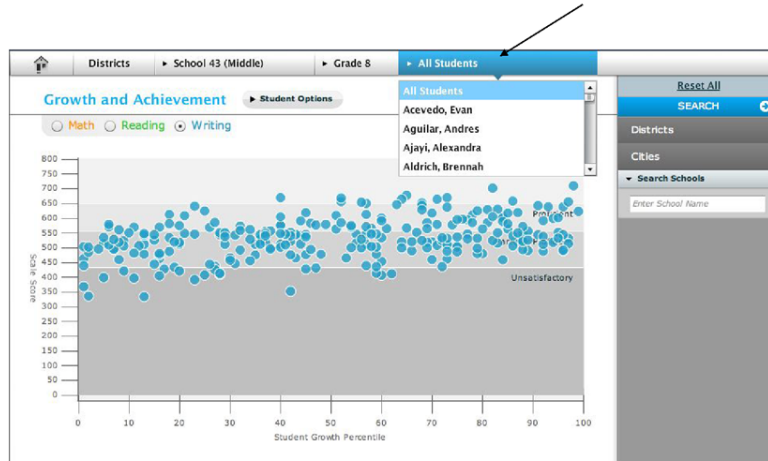 Districts ▸ School 43 (Middle) ▸ Grade 8 ▸ All Students
All Students
Acevedo, Evan
Aguilar, Andres
Ajayi, Alexandra
Aldrich, Brennah
Reset All
SEARCH
Districts
Cities
Search Schools
Enter School Name
Growth and Achievement
Student Options
Math Reading Writing
800
750
700
650
600
550
500
450
400
350
300
250
200
150
100
50
0
Scale Score
Proficient
Unsatisfactory
0 10 20 30 40 50 60 70 80 90 100
Student Growth Percentile